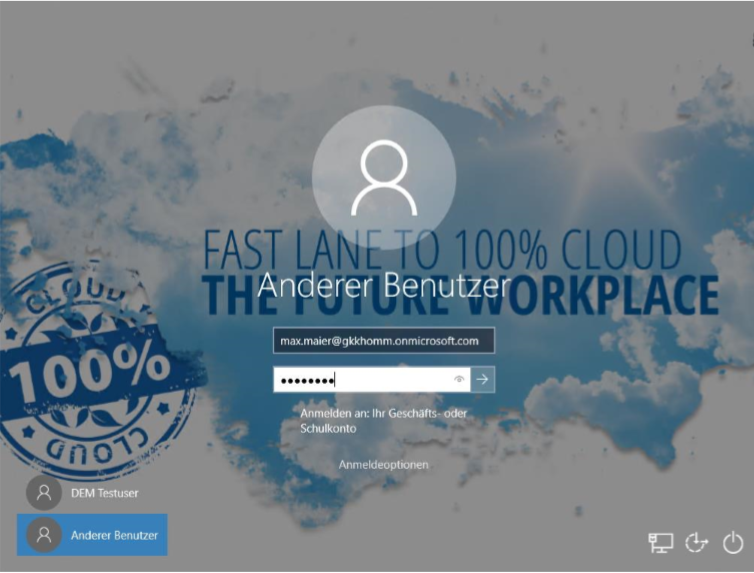 FAST LANE TO 100% CLOUD
THE FUTURE WORKPLACE
Anderer Benutzer
max.maier@gkkhomm.onmicrosoft.com
Anmelden an: Ihr Geschäfts- oder
Schulkonto
Anmeldeoptionen
CLOUD
100%
CLOUD
DEM Testuser
Anderer Benutzer